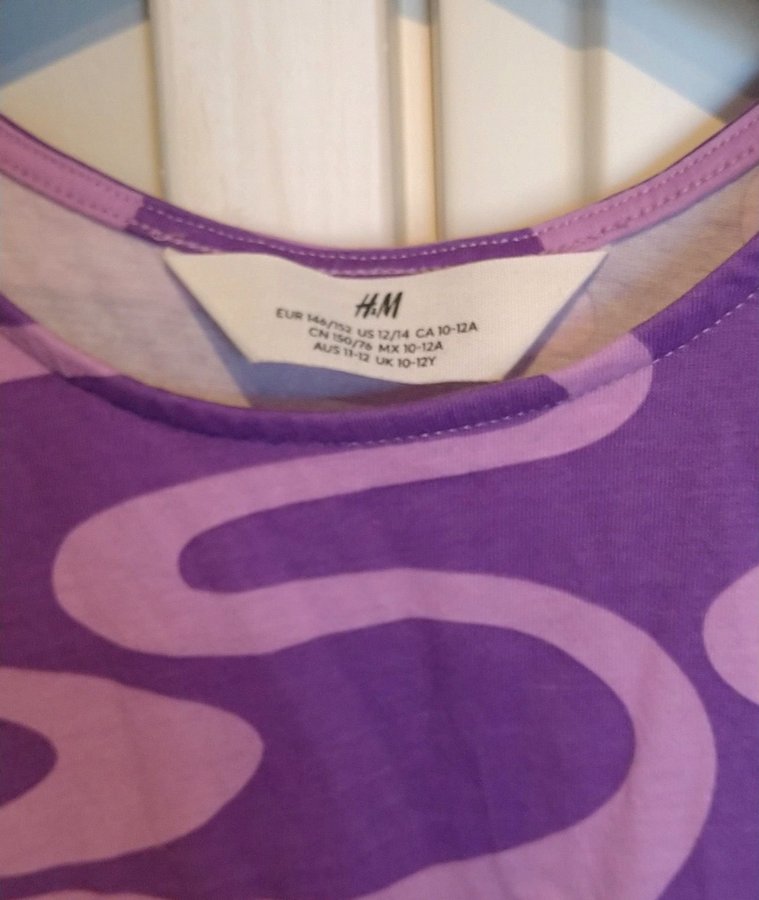 H&M
EUR 146/152 US 12/14 CA 10-12A
CN 150/76 MX 10-12A
AUS 11-12 UK 10-12Y